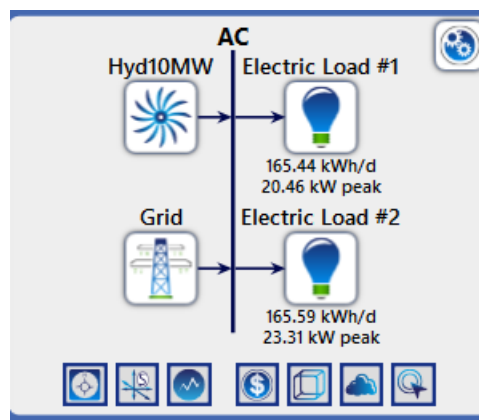 AC
Hyd10MW
Electric Load #1
165.44 kWh/d
20.46 kW peak
Grid
Electric Load #2
165.59 kWh/d
23.31 kW peak
S
$